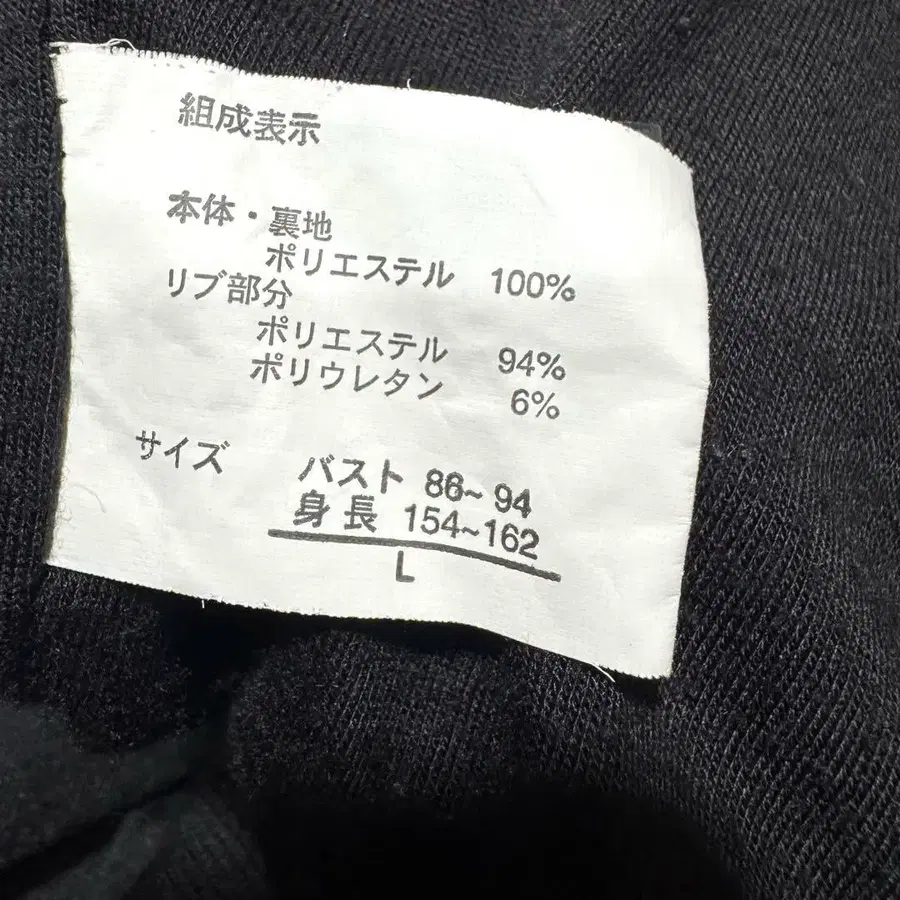 組成表示
本体・裏地
ポリエステル 100%
リブ部分
ポリエステル 94%
ポリウレタン 6%
サイズ バスト 86~94
身長 154~162
L